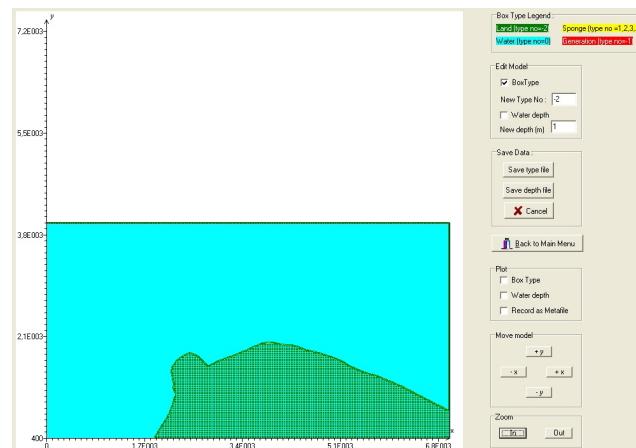 y
7,2E003
5,5E003
3,8E003
2,1E003
400
0
1,7E003
3,4E003
5,1E003
6,8E003
x
Box Type Legend :
Land (type no=-2)
Sponge (type no =1,2,3,
Water (type no=0)
Generation (type no=-1)
Edit Model
BoxType
New Type No :
-2
Water depth
New depth (m)
1
Save Data :
Save type file
Save depth file
Cancel
Back to Main Menu
Plot
Box Type
Water depth
Record as Metafile
Move model
+ y
- x
+ x
- y
Zoom
In
Out